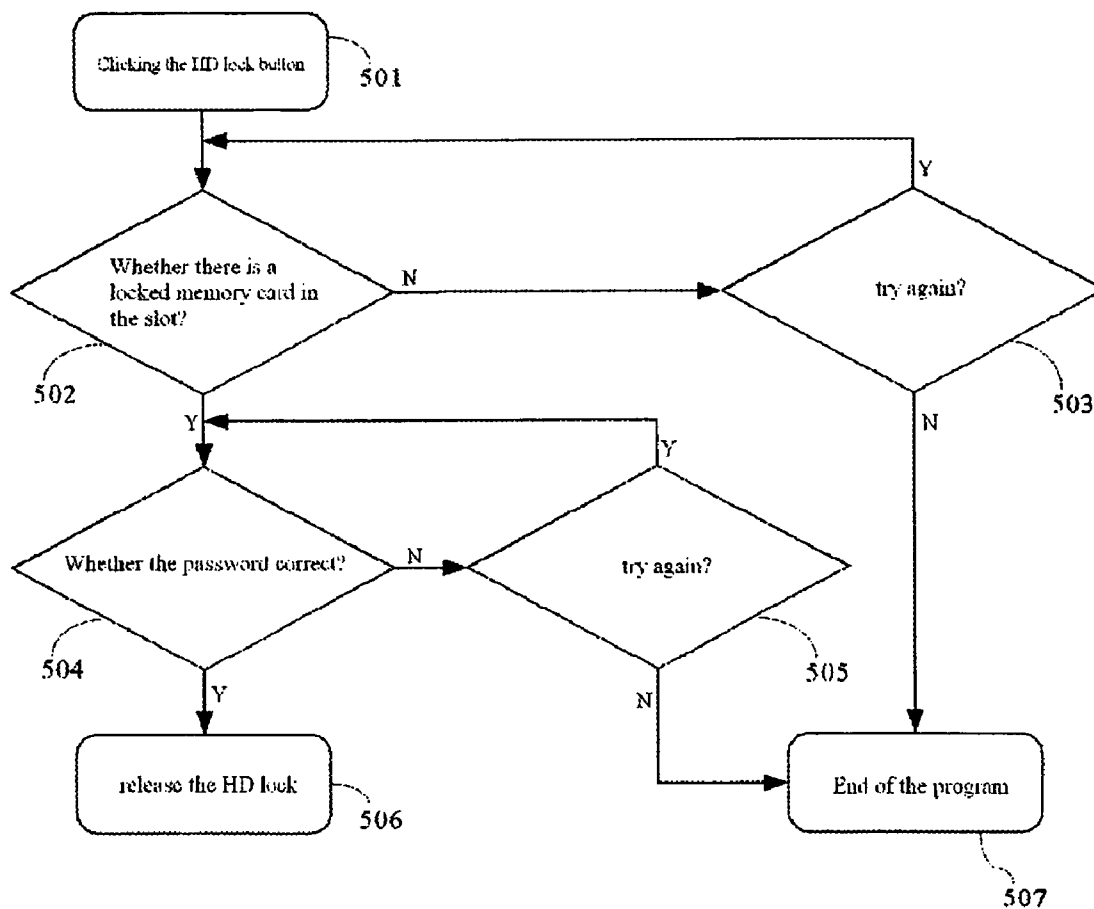 Clicking the HD lock button
501
Y
Whether there is a
locked memory card in
the slot?
N
try again?
502
503
Y
N
Y
Whether the password correct?
N
try again?
504
505
Y
N
release the HD lock
506
End of the program
507